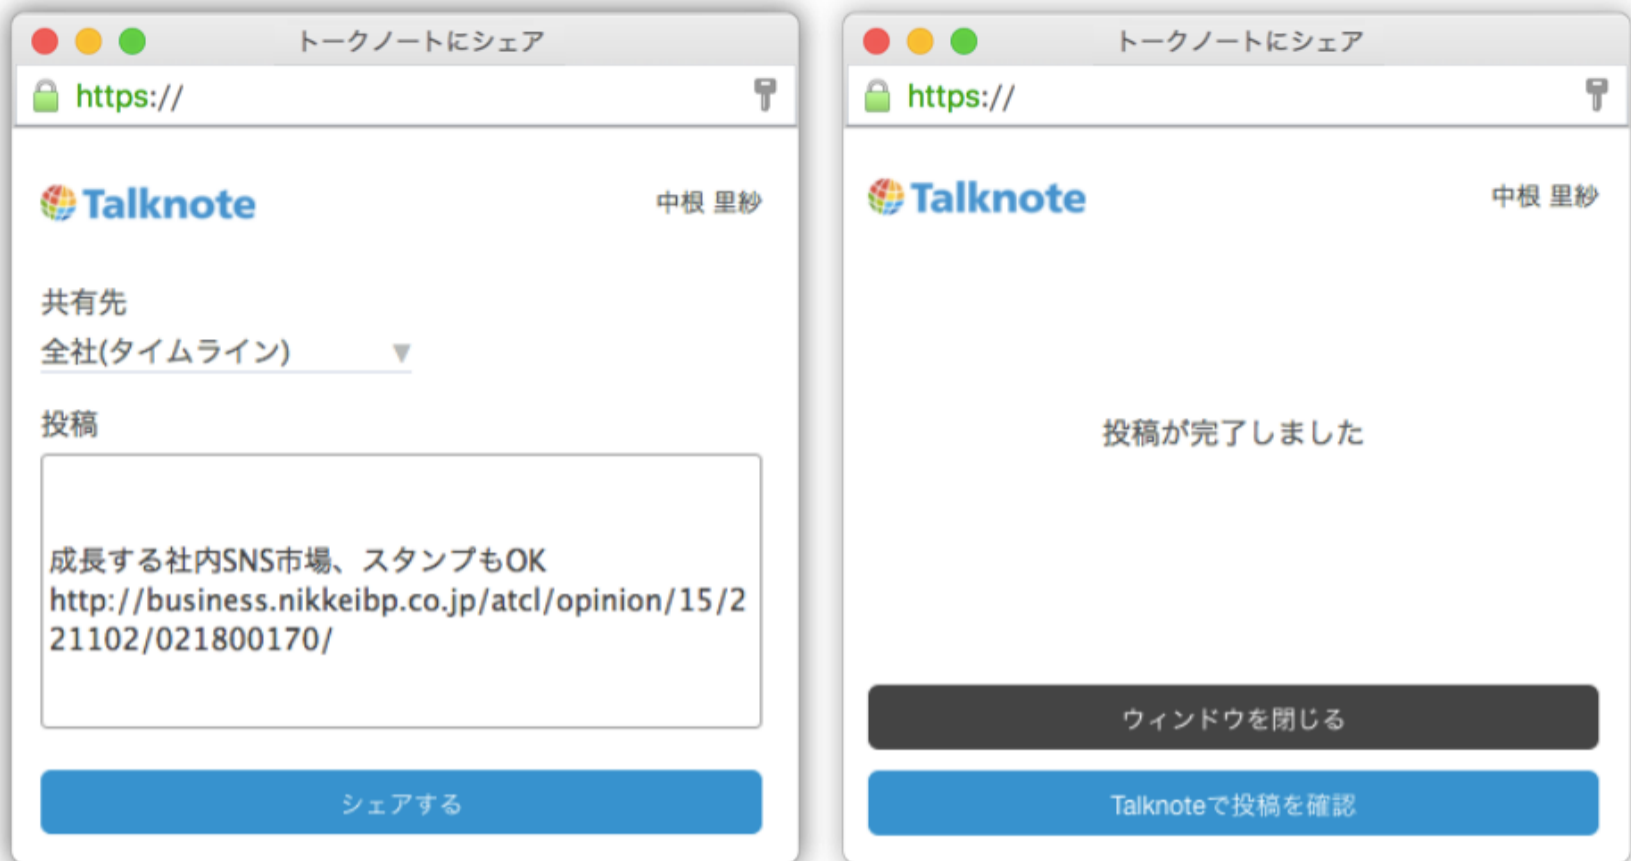 トークノートにシェア
https://
Talknote
中根 里紗
共有先
全社(タイムライン) ▼
投稿
成長する社内SNS市場、スタンプもOK
http://business.nikkeibp.co.jp/atcl/opinion/15/2
21102/021800170/
シェアする
トークノートにシェア
https://
Talknote
中根 里紗
投稿が完了しました
ウィンドウを閉じる
Talknoteで投稿を確認